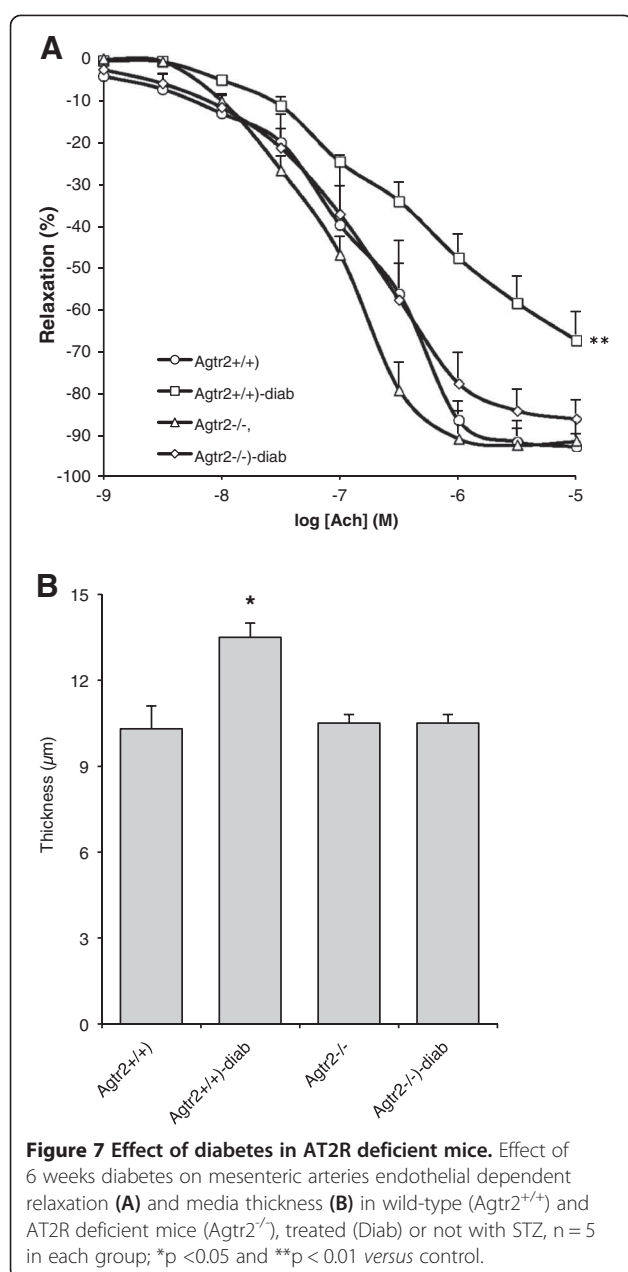 A
0
-10
-20
-30
-40
-50
-60
-70
-80
-90
-100
Relaxation (%)
Agtr2+/+)
Agtr2+/+)-diab
Agtr2-/-,
Agtr2-/-)-diab
**
-9 -8 -7 -6 -5
log [Ach] (M)
B
15
12
9
6
3
0
Thickness (µm)
*
Agtr2+/+)
Agtr2+/+)-diab
Agtr2-/-
Agtr2-/-)-diab
Figure 7 Effect of diabetes in AT2R deficient mice. Effect of
6 weeks diabetes on mesenteric arteries endothelial dependent
relaxation (A) and media thickness (B) in wild-type (Agtr2+/+) and
AT2R deficient mice (Agtr2-/-), treated (Diab) or not with STZ, n = 5
in each group; *p <0.05 and **p < 0.01 versus control.